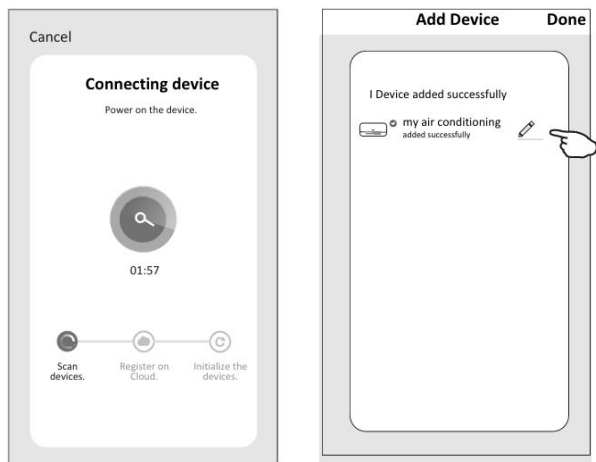 Cancel
Connecting device
Power on the device.
01:57
Scan
devices.
Register on
Cloud.
Initialize the
devices.
Add Device
Done
I Device added successfully
my air conditioning
added successfully